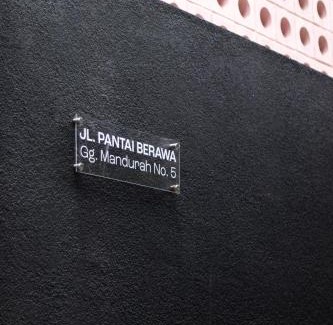 JL. PANTAI BERAWA
Gg. Mandurah No. 5